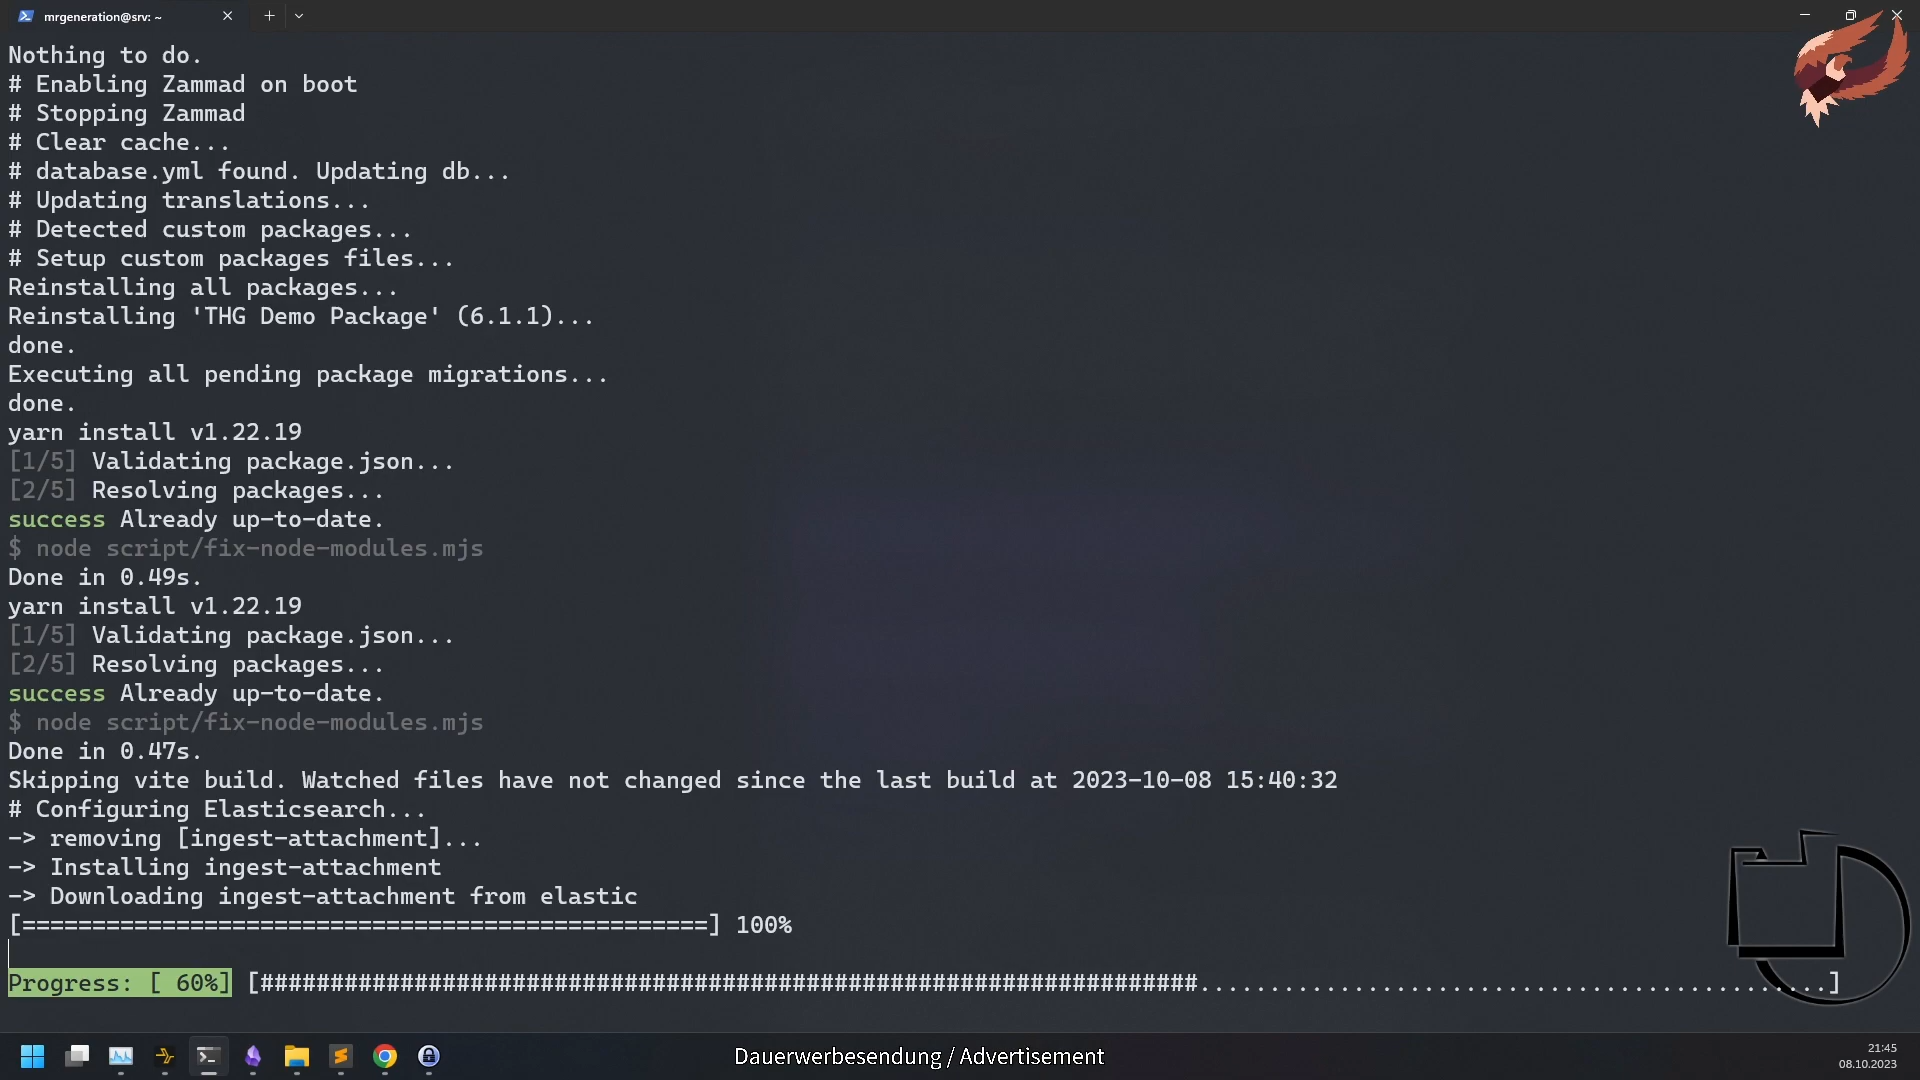 mrgeneration@srv: ~
Nothing to do.
# Enabling Zammad on boot
# Stopping Zammad
# Clear cache...
# database.yml found. Updating db...
# Updating translations...
# Detected custom packages...
# Setup custom packages files...
Reinstalling all packages...
Reinstalling 'THG Demo Package' (6.1.1)...
done.
Executing all pending package migrations...
done.
yarn install v1.22.19
[1/5] Validating package.json...
[2/5] Resolving packages...
success Already up-to-date.
$ node script/fix-node-modules.mjs
Done in 0.49s.
yarn install v1.22.19
[1/5] Validating package.json...
[2/5] Resolving packages...
success Already up-to-date.
$ node script/fix-node-modules.mjs
Done in 0.47s.
Skipping vite build. Watched files have not changed since the last build at 2023-10-08 15:40:32
# Configuring Elasticsearch...
-> removing [ingest-attachment]...
-> Installing ingest-attachment
-> Downloading ingest-attachment from elastic
[=================================================] 100%
Progress: [ 60%] [###################################################################.............................................]
Dauerwerbesendung / Advertisement
21:45
08.10.2023